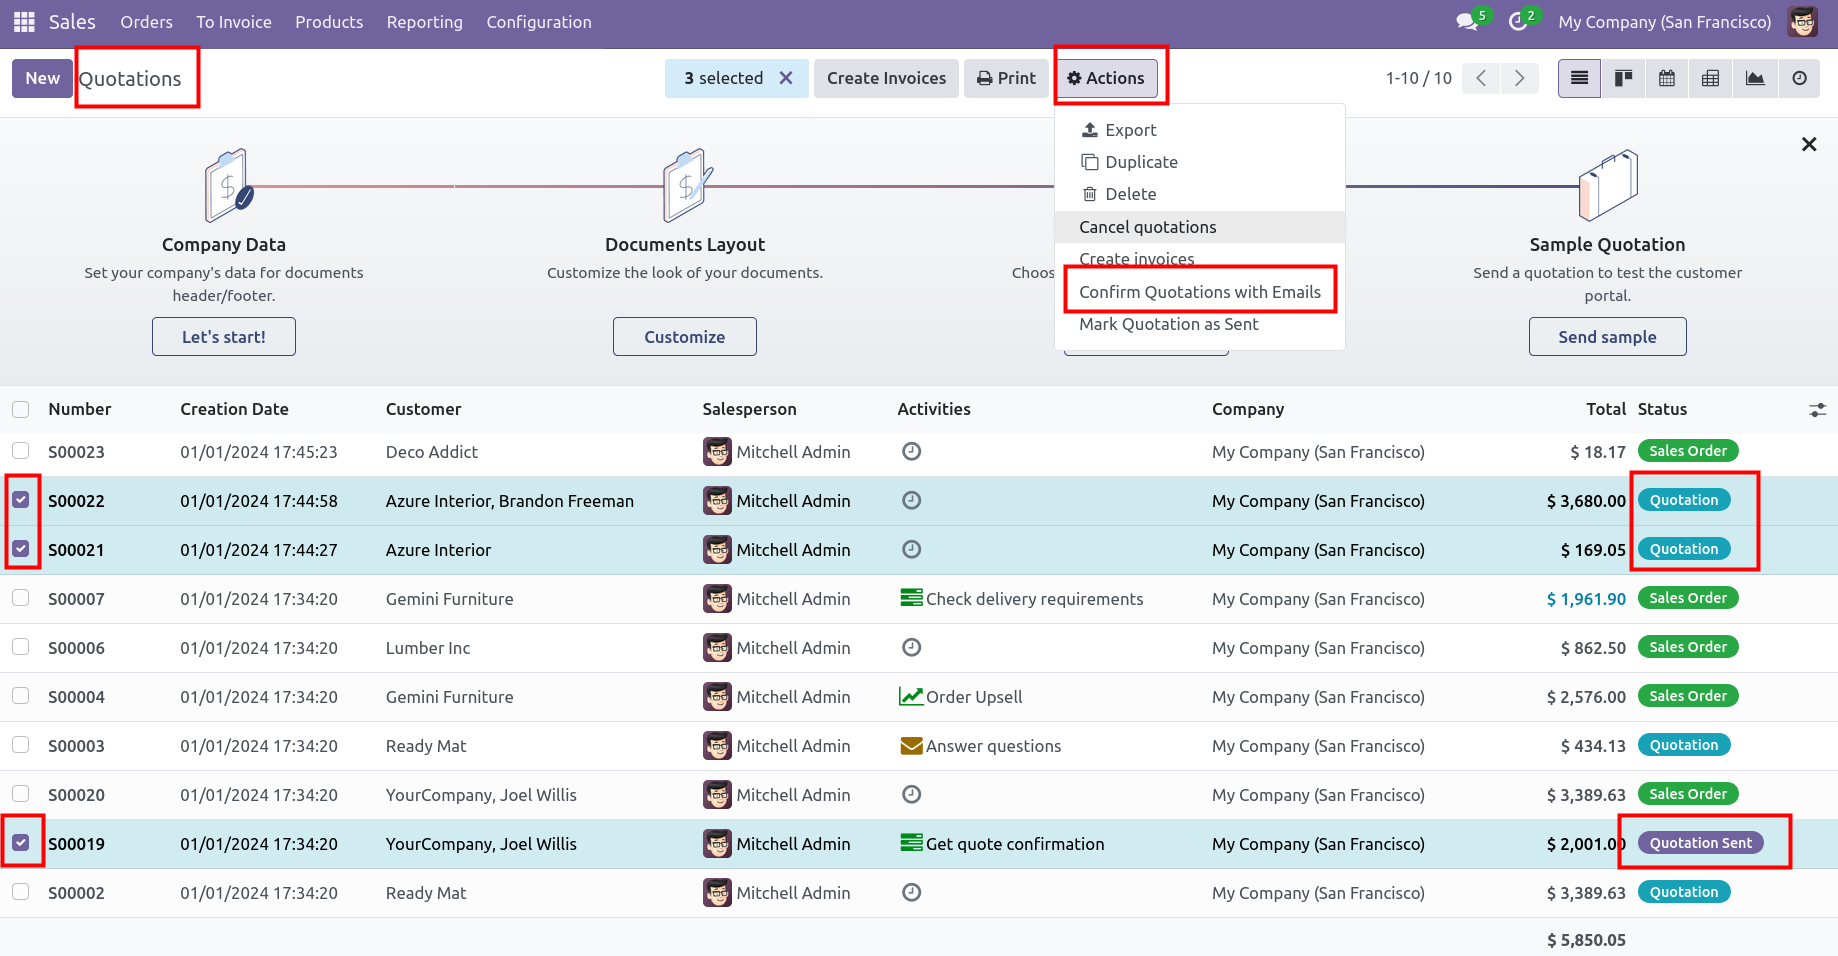 Sales Orders To Invoice Products Reporting Configuration 5 2 My Company (San Francisco)
New Quotations 3 selected Create Invoices Print Actions 1-10 / 10
Export
Duplicate
Delete
Cancel quotations
Create invoices
Confirm Quotations with Emails
Mark Quotation as Sent
Company Data
Set your company's data for documents
header/footer.
Let's start!
Documents Layout
Customize the look of your documents.
Customize
Choos
Sample Quotation
Send a quotation to test the customer
portal.
Send sample
Number Creation Date Customer Salesperson Activities Company Total Status
S00023 01/01/2024 17:45:23 Deco Addict Mitchell Admin My Company (San Francisco) $ 18.17 Sales Order
S00022 01/01/2024 17:44:58 Azure Interior, Brandon Freeman Mitchell Admin My Company (San Francisco) $ 3,680.00 Quotation
S00021 01/01/2024 17:44:27 Azure Interior Mitchell Admin My Company (San Francisco) $ 169.05 Quotation
S00007 01/01/2024 17:34:20 Gemini Furniture Mitchell Admin Check delivery requirements My Company (San Francisco) $ 1,961.90 Sales Order
S00006 01/01/2024 17:34:20 Lumber Inc Mitchell Admin My Company (San Francisco) $ 862.50 Sales Order
S00004 01/01/2024 17:34:20 Gemini Furniture Mitchell Admin Order Upsell My Company (San Francisco) $ 2,576.00 Sales Order
S00003 01/01/2024 17:34:20 Ready Mat Mitchell Admin Answer questions My Company (San Francisco) $ 434.13 Quotation
S00020 01/01/2024 17:34:20 YourCompany, Joel Willis Mitchell Admin My Company (San Francisco) $ 3,389.63 Sales Order
S00019 01/01/2024 17:34:20 YourCompany, Joel Willis Mitchell Admin Get quote confirmation My Company (San Francisco) $ 2,001.00 Quotation Sent
S00002 01/01/2024 17:34:20 Ready Mat Mitchell Admin My Company (San Francisco) $ 3,389.63 Quotation
$ 5,850.05